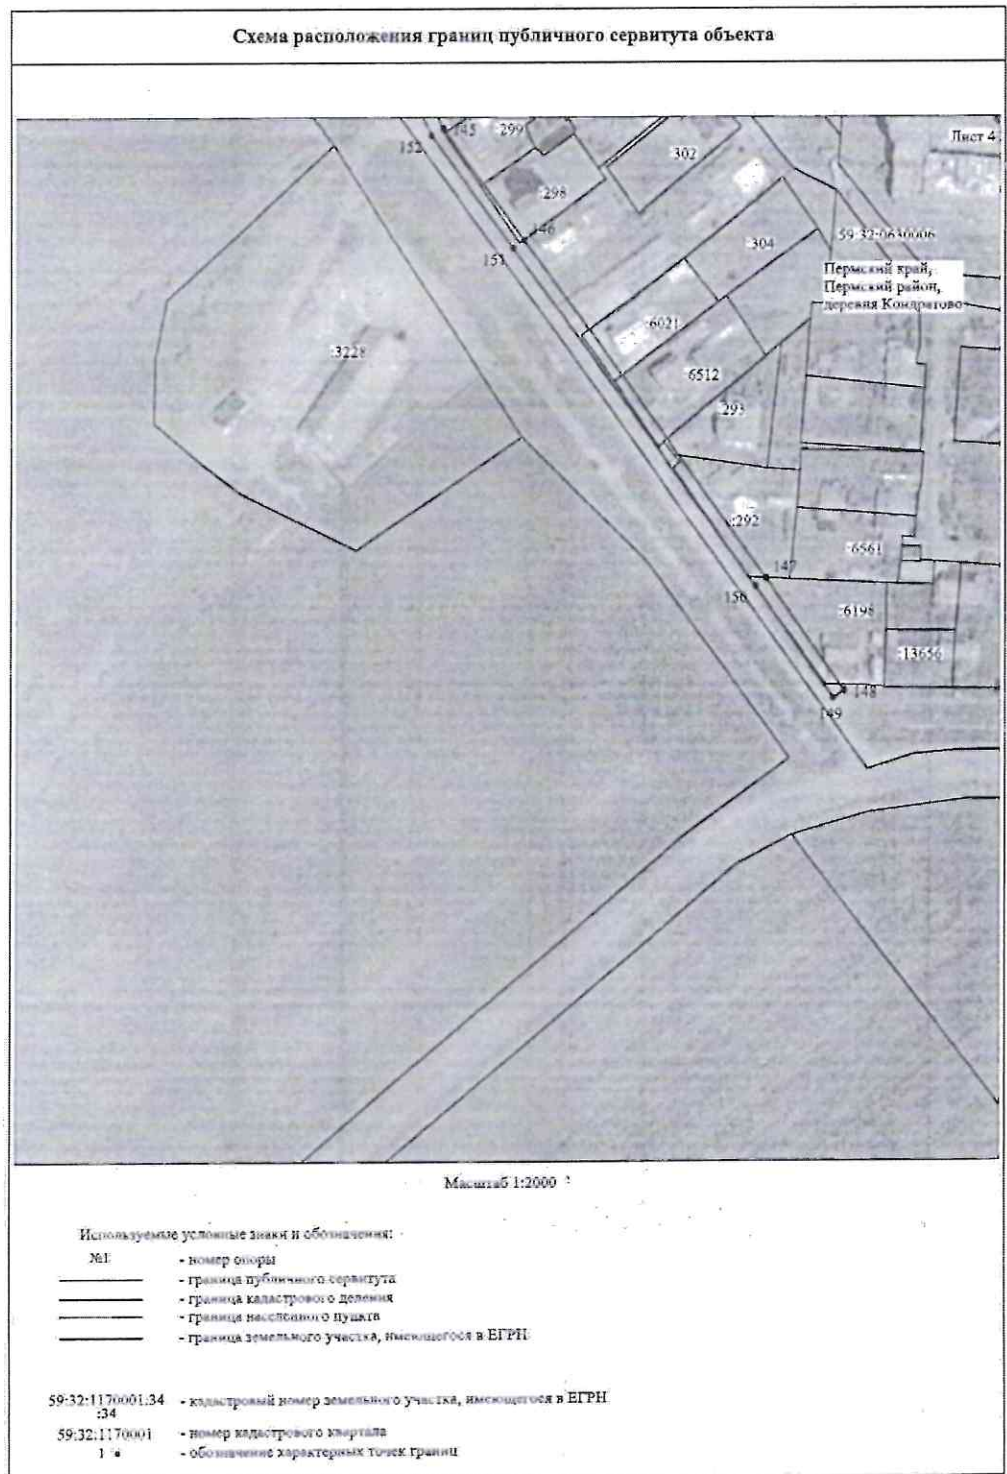 Схема расположения границ публичного сервитута объекта
Лист 4
145
:299
152
:302
:298
146
:304
151
59:32:0630006
Пермский край,
Пермский район,
деревня Кондратово
:6021
:3228
:6512
:293
:292
:6561
147
150
:6198
:13656
148
149
Масштаб 1:2000
Используемые условные знаки и обозначения:
№1 - номер опоры
- граница публичного сервитута
- граница кадастрового деления
- граница населенного пункта
- граница земельного участка, имеющегося в ЕГРН
59:32:1170001:34 - кадастровый номер земельного участка, имеющегося в ЕГРН
:34
59:32:1170001 - номер кадастрового квартала
1 - обозначение характерных точек границ